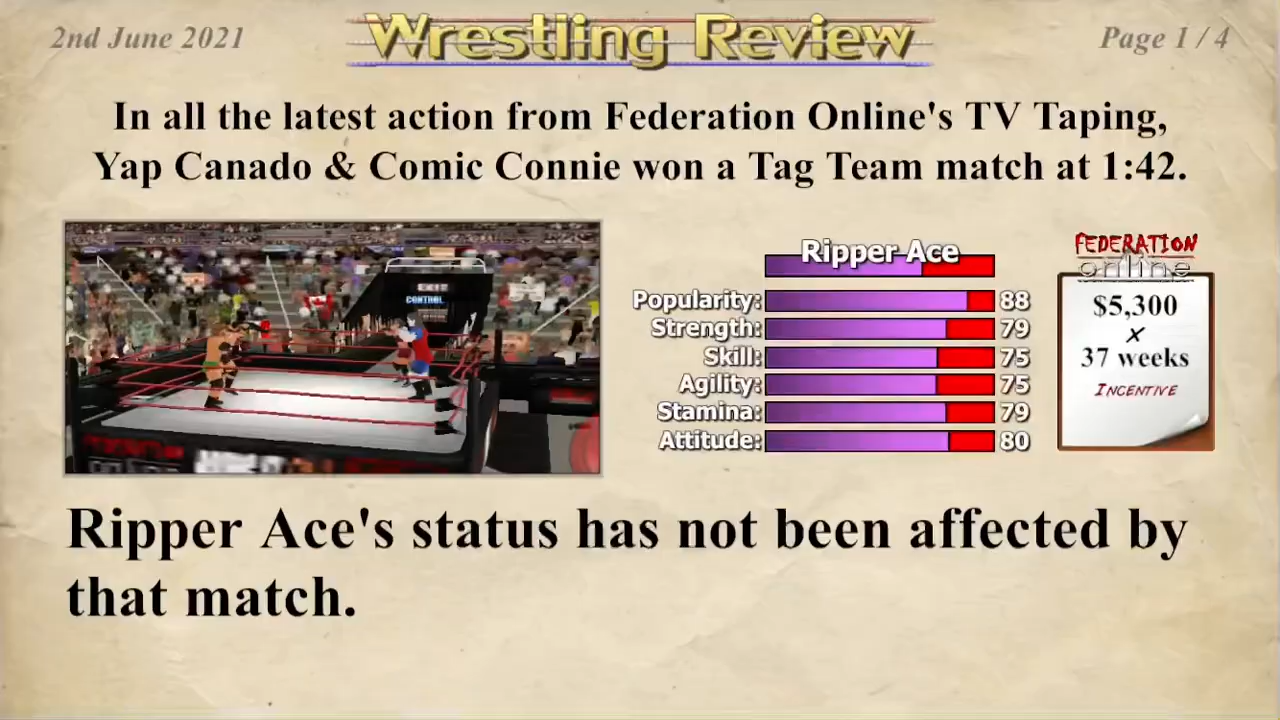 2nd June 2021
Wrestling Review
Page 1 / 4
In all the latest action from Federation Online's TV Taping,
Yap Canado & Comic Connie won a Tag Team match at 1:42.
Ripper Ace
Popularity: 88
Strength: 79
Skill: 75
Agility: 75
Stamina: 79
Attitude: 80
FEDERATION
online
$5,300
x
37 weeks
INCENTIVE
CONTROL
Ripper Ace's status has not been affected by
that match.